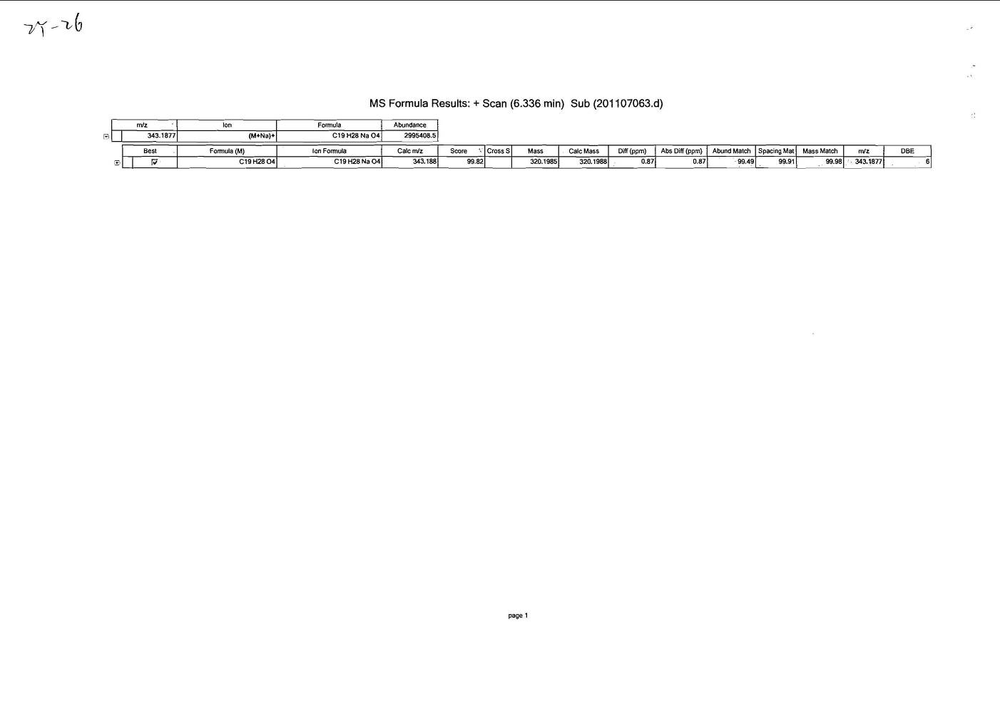 MS Formula Results: + Scan (6.336 min) Sub (201107063.d)
m/z Ion Formula Abundance
343.1877 (M+Na)+ C19 H28 Na O4 2995408.5
Best Formula (M) Ion Formula Calc m/z Score Cross S Mass Calc Mass Diff (ppm) Abs Diff (ppm) Abund Match Spacing Mat Mass Match m/z DBE
C19 H28 O4 C19 H28 Na O4 343.188 99.82 320.1985 320.1988 0.87 0.87 99.49 99.91 99.98 343.1877 6
page 1